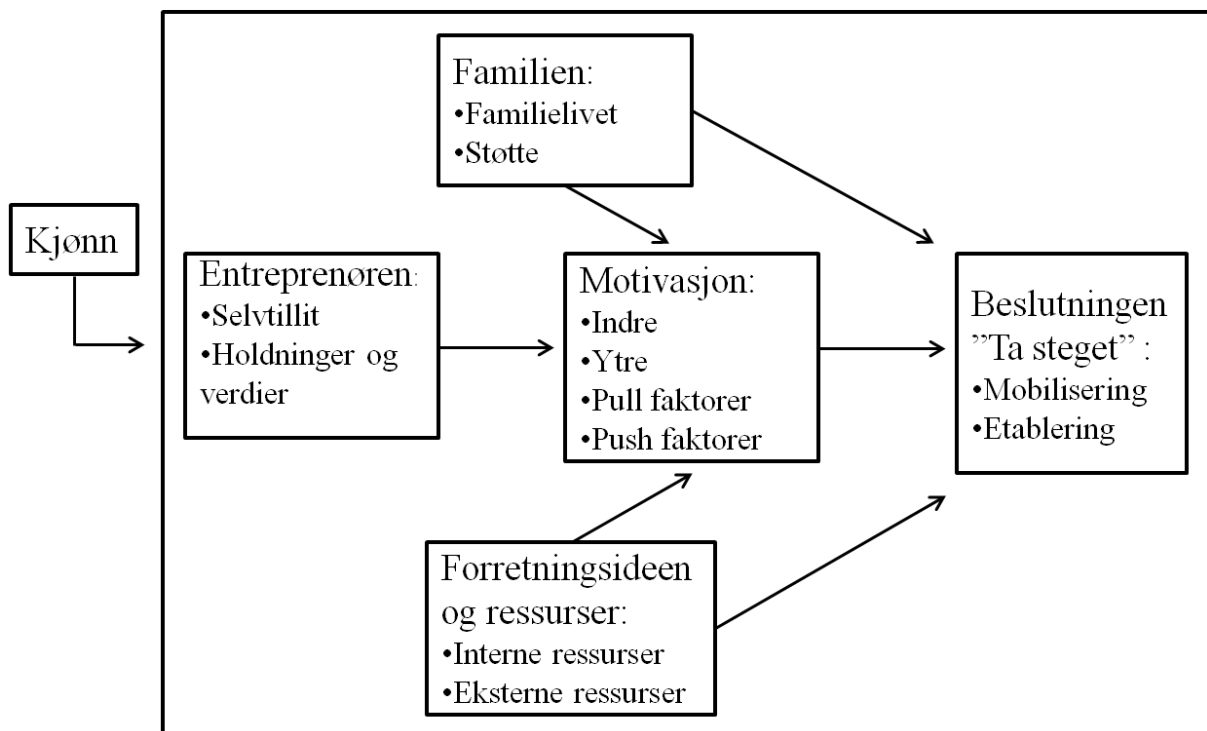 Familien:
•Familielivet
•Støtte
Kjønn
Entreprenøren:
•Selvtillit
•Holdninger og
verdier
Motivasjon:
•Indre
•Ytre
•Pull faktorer
•Push faktorer
Beslutningen
”Ta steget” :
•Mobilisering
•Etablering
Forretningsideen
og ressurser:
•Interne ressurser
•Eksterne ressurser